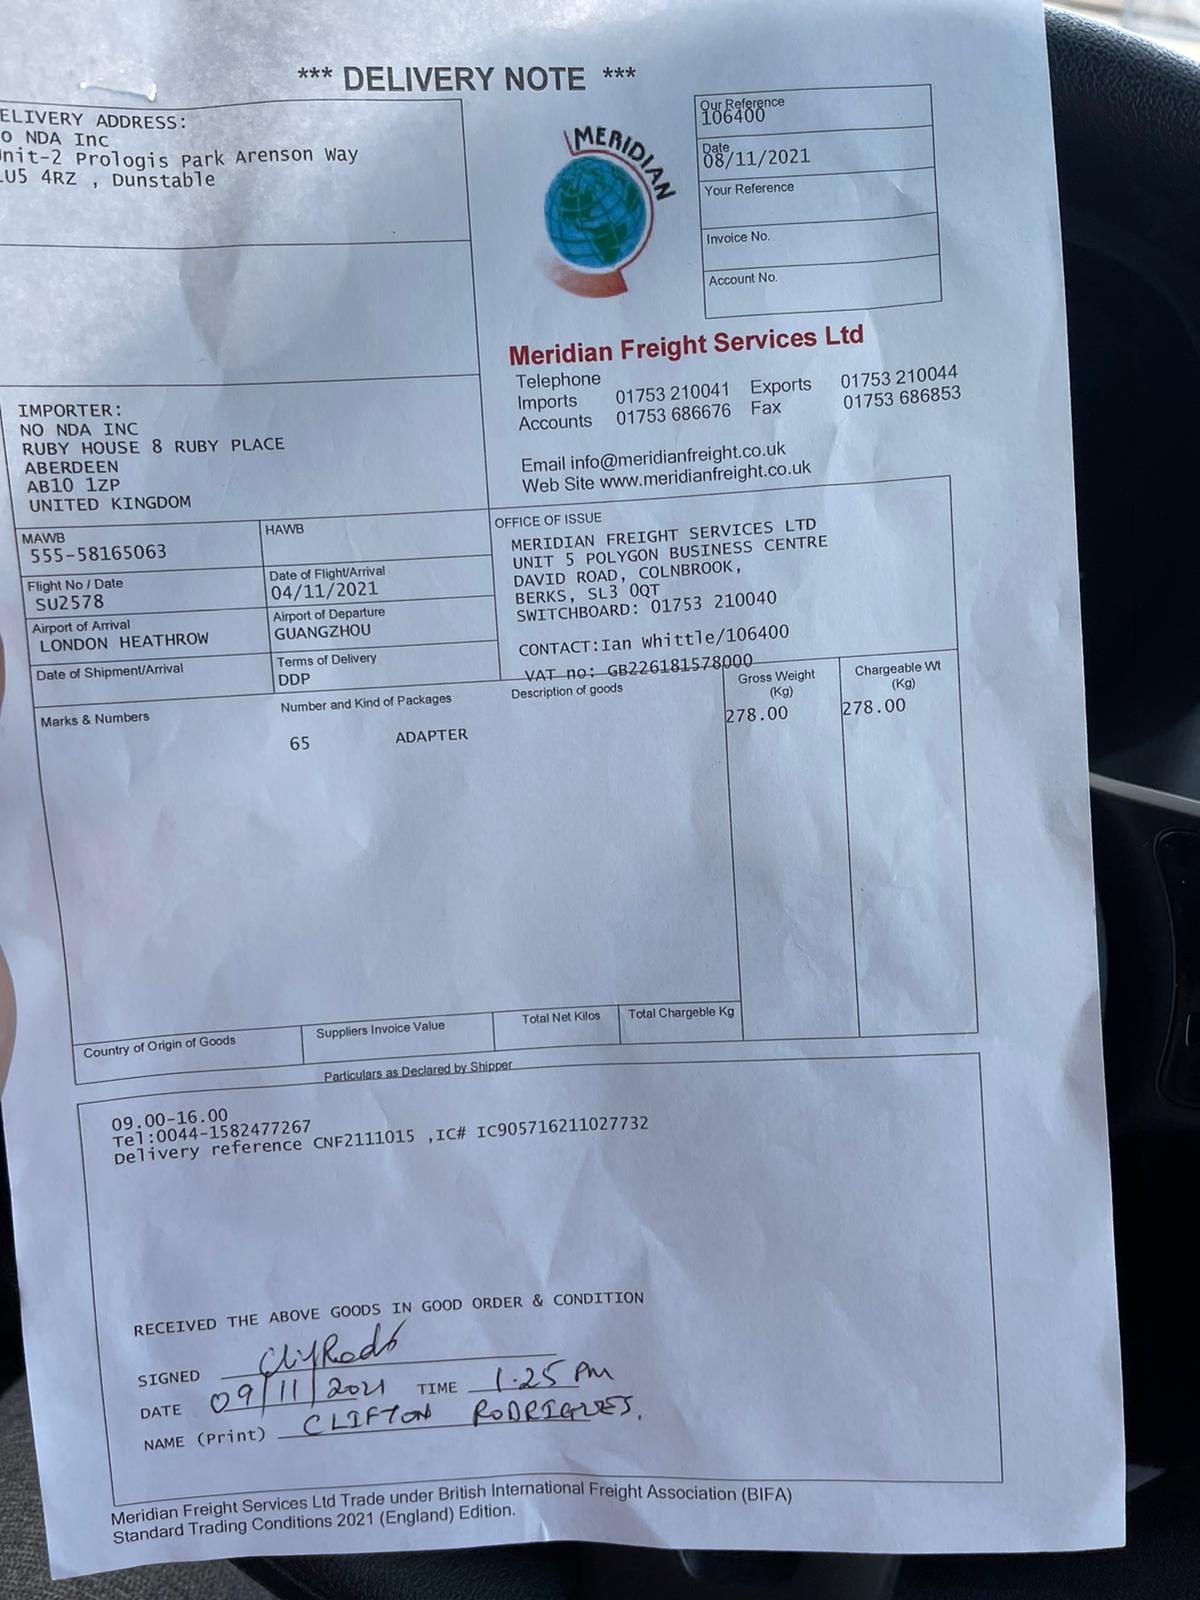 *** DELIVERY NOTE ***
ELIVERY ADDRESS:
o NDA Inc
nit-2 Prologis Park Arenson Way
LU5 4RZ , Dunstable
MERIDIAN
Our Reference
106400
Date
08/11/2021
Your Reference
Invoice No.
Account No.
Meridian Freight Services Ltd
Telephone
Imports 01753 210041 Exports 01753 210044
Accounts 01753 686676 Fax 01753 686853
Email info@meridianfreight.co.uk
Web Site www.meridianfreight.co.uk
IMPORTER:
NO NDA INC
RUBY HOUSE 8 RUBY PLACE
ABERDEEN
AB10 1ZP
UNITED KINGDOM
MAWB
555-58165063
HAWB
Flight No / Date
SU2578
Date of Flight/Arrival
04/11/2021
Airport of Arrival
LONDON HEATHROW
Airport of Departure
GUANGZHOU
Date of Shipment/Arrival
Terms of Delivery
DDP
OFFICE OF ISSUE
MERIDIAN FREIGHT SERVICES LTD
UNIT 5 POLYGON BUSINESS CENTRE
DAVID ROAD, COLNBROOK,
BERKS, SL3 0QT
SWITCHBOARD: 01753 210040
CONTACT:Ian Whittle/106400
VAT no: GB226181578000
Marks & Numbers
Number and Kind of Packages
Description of goods
Gross Weight
(Kg)
Chargeable Wt
(Kg)
65 ADAPTER
278.00
278.00
Country of Origin of Goods
Suppliers Invoice Value
Total Net Kilos
Total Chargeble Kg
Particulars as Declared by Shipper
09.00-16.00
Tel:0044-1582477267
Delivery reference CNF2111015 ,IC# IC905716211027732
RECEIVED THE ABOVE GOODS IN GOOD ORDER & CONDITION
SIGNED
DATE 09/11/2021 TIME 1.25 PM
NAME (Print) CLIFTON RODRIGUES.
Meridian Freight Services Ltd Trade under British International Freight Association (BIFA)
Standard Trading Conditions 2021 (England) Edition.